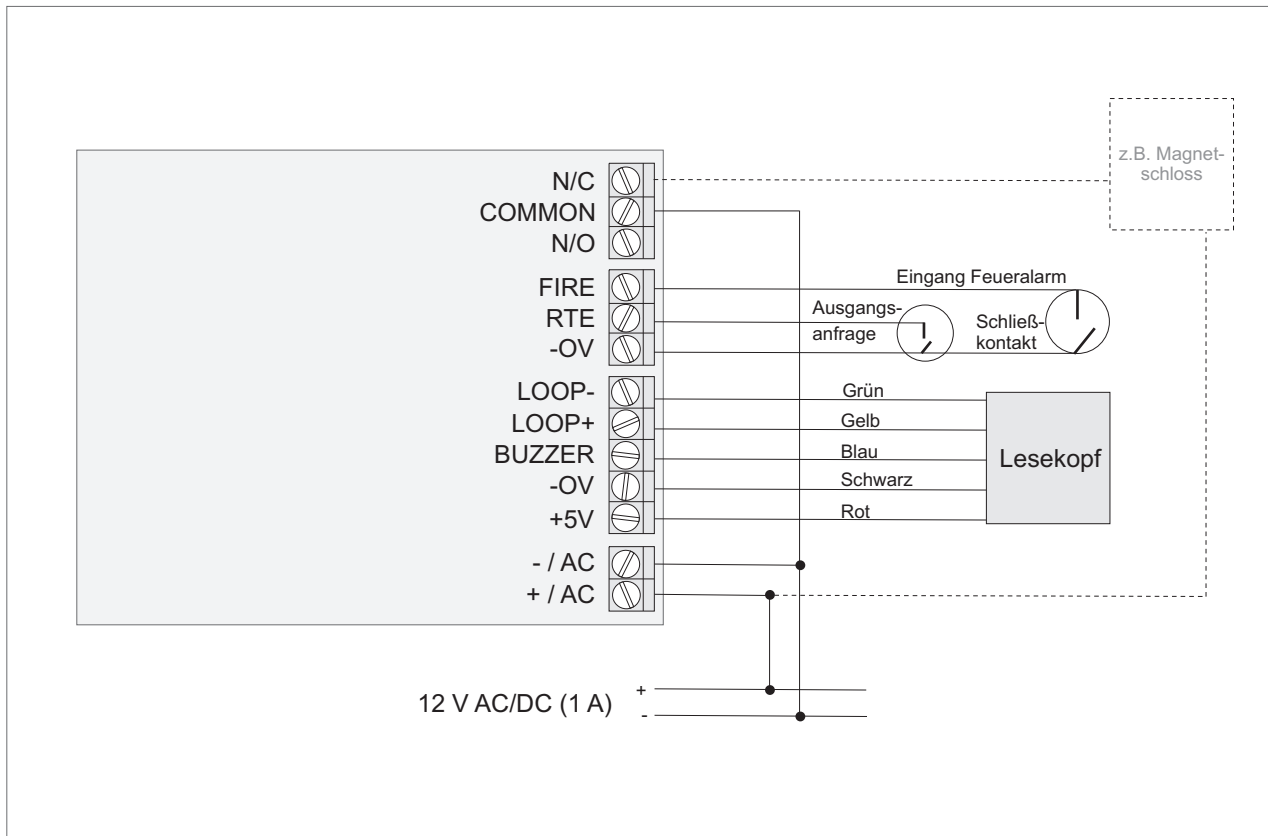 z.B. Magnet-
schloss
N/C
COMMON
N/O
FIRE
RTE
-OV
Eingang Feueralarm
Ausgangs-
anfrage
Schließ-
kontakt
LOOP-
LOOP+
BUZZER
-OV
+5V
Grün
Gelb
Blau
Schwarz
Rot
Lesekopf
- / AC
+ / AC
12 V AC/DC (1 A)
+
-